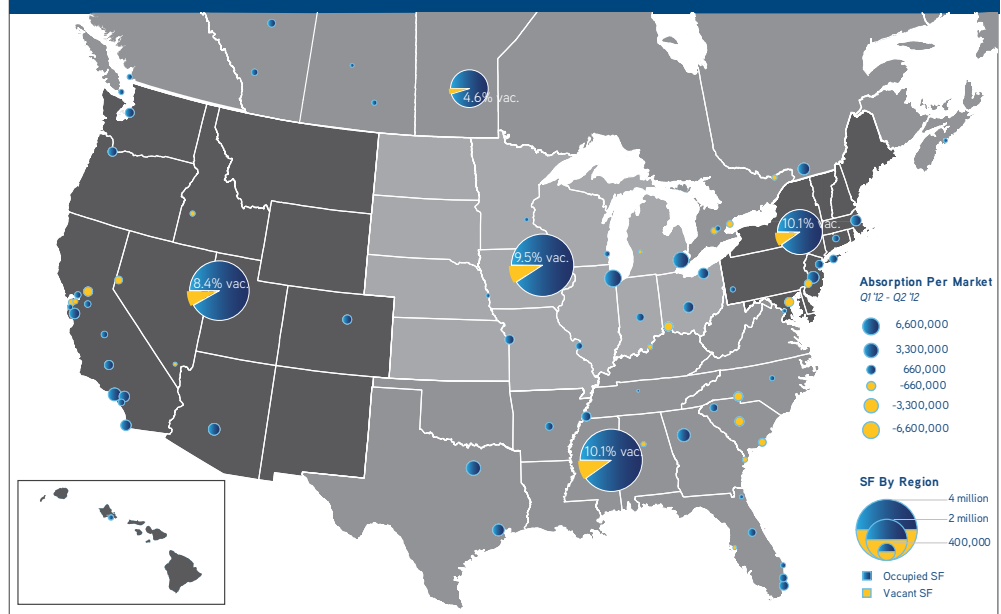 4.6% vac.
10.1% vac.
9.5% vac.
8.4% vac.
10.1% vac.
Absorption Per Market
Q1 '12 - Q2 '12
6,600,000
3,300,000
660,000
-660,000
-3,300,000
-6,600,000
SF By Region
4 million
2 million
400,000
Occupied SF
Vacant SF